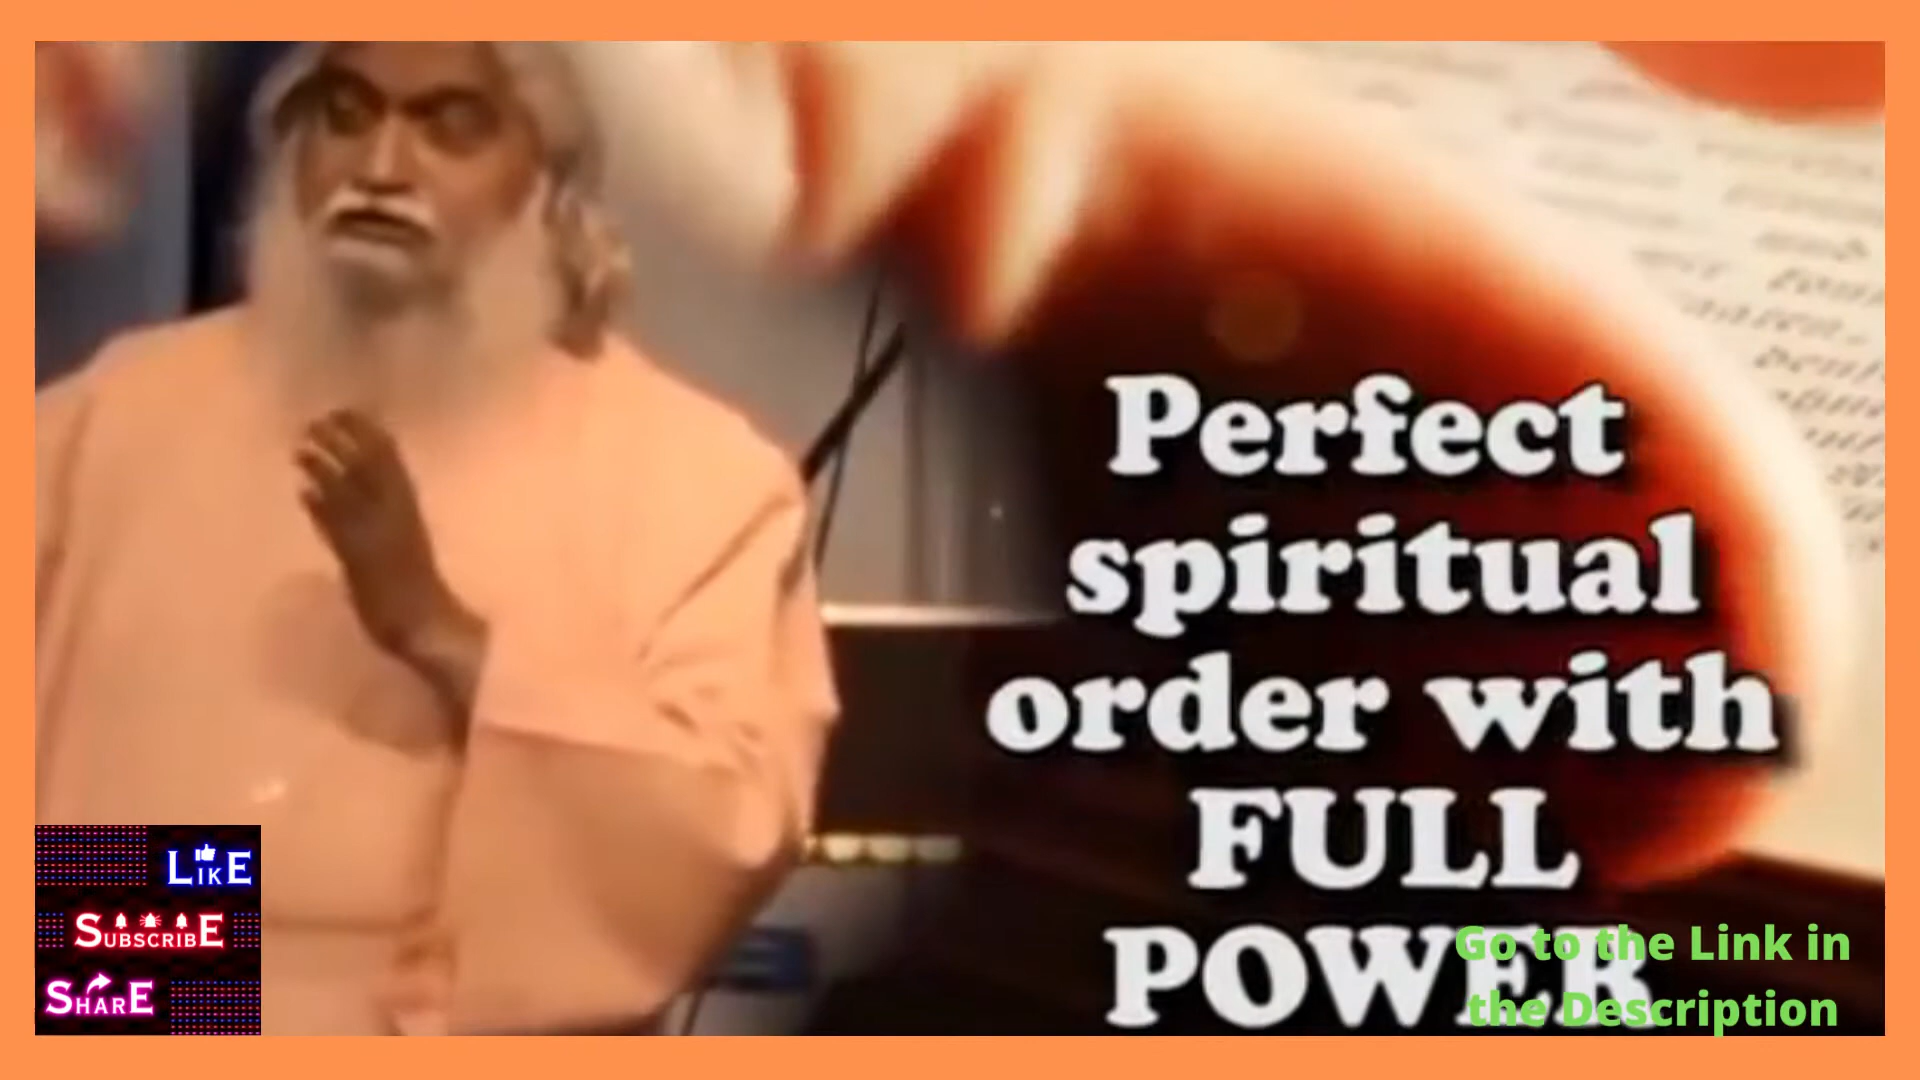 Perfect
spiritual
order with
FULL
POWER
Go to the Link in
the Description
LIKE
SUBSCRIBE
SHARE